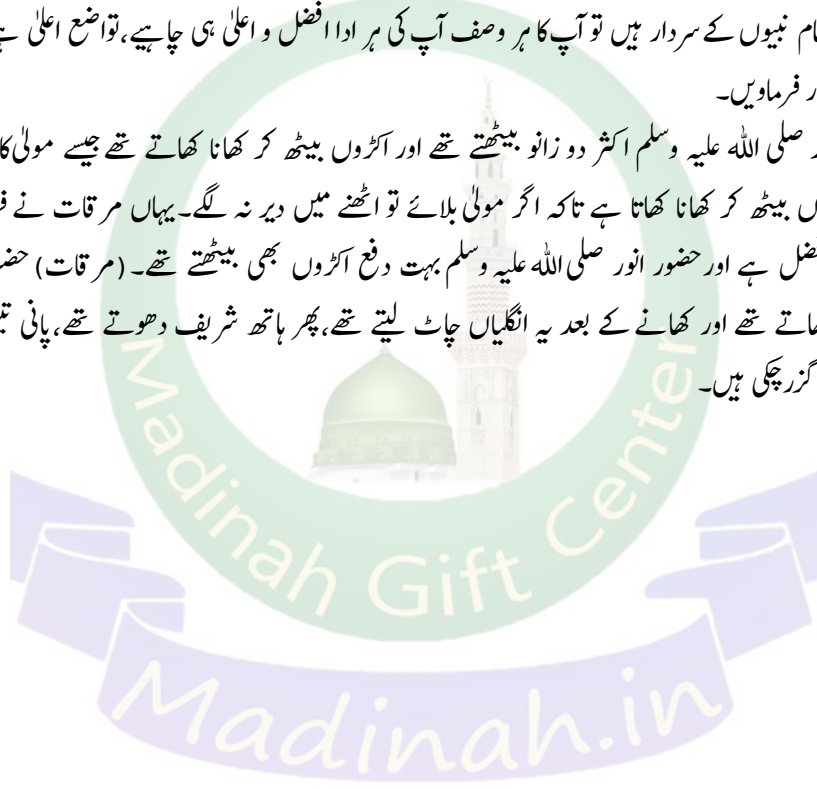 ام نبیوں کے سردار ہیں تو آپ کا ہر وصف آپ کی ہر ادا افضل و اعلیٰ ہی چاہیے،تواضع اعلیٰ ہے
ر فرماویں۔
ر صلی اللہ علیہ وسلم اکثر دو زانو بیٹھتے تھے اور اکڑوں بیٹھ کر کھانا کھاتے تھے جیسے مولیٰ کا
ں بیٹھ کر کھانا کھاتا ہے تاکہ اگر مولیٰ بلائے تو اٹھنے میں دیر نہ لگے۔یہاں مرقات نے ف
ضل ہے اور حضور انور صلی اللہ علیہ وسلم بہت دفع اکڑوں بھی بیٹھتے تھے۔(مرقات) حض
ھاتے تھے اور کھانے کے بعد یہ انگلیاں چاٹ لیتے تھے،پھر ہاتھ شریف دھوتے تھے،پانی تی
گزرچکی ہیں۔
Madinah Gift Center
Madinah.in